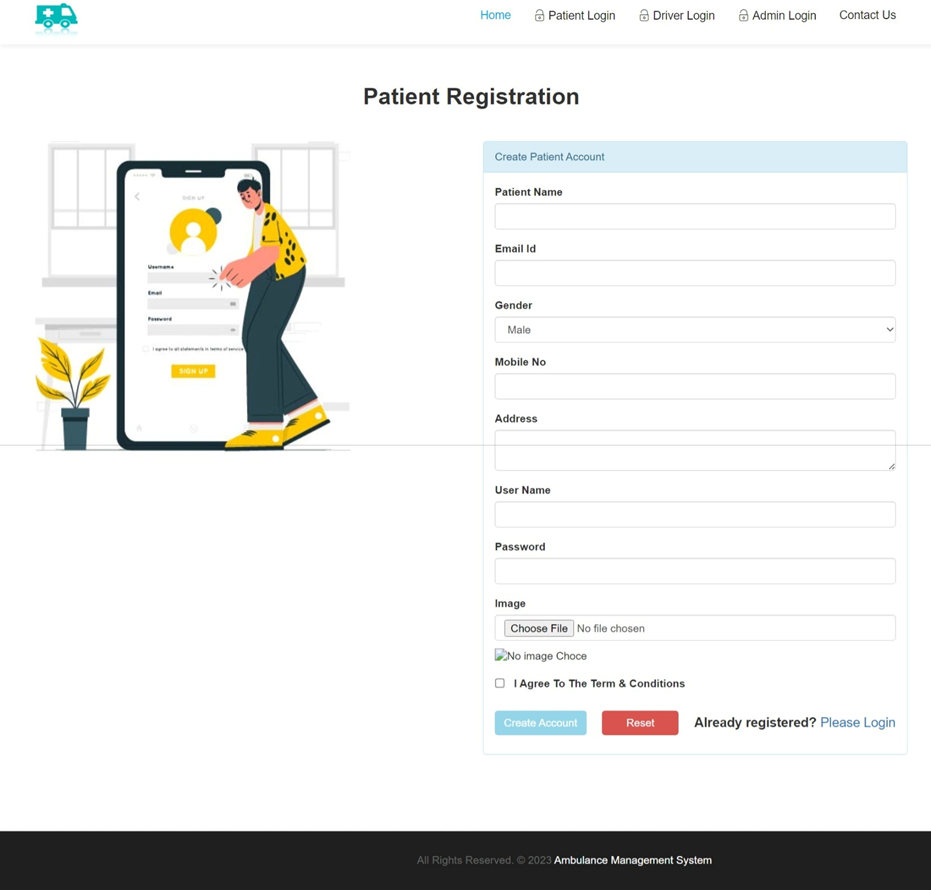 Home Patient Login Driver Login Admin Login Contact Us
Patient Registration
SIGN UP
Username
Email
Password
I agree to all statements in terms of service
SIGN UP
Create Patient Account
Patient Name
Email Id
Gender
Male
Mobile No
Address
User Name
Password
Image
Choose File No file chosen
No image Choce
I Agree To The Term & Conditions
Create Account Reset Already registered? Please Login
All Rights Reserved. © 2023 Ambulance Management System